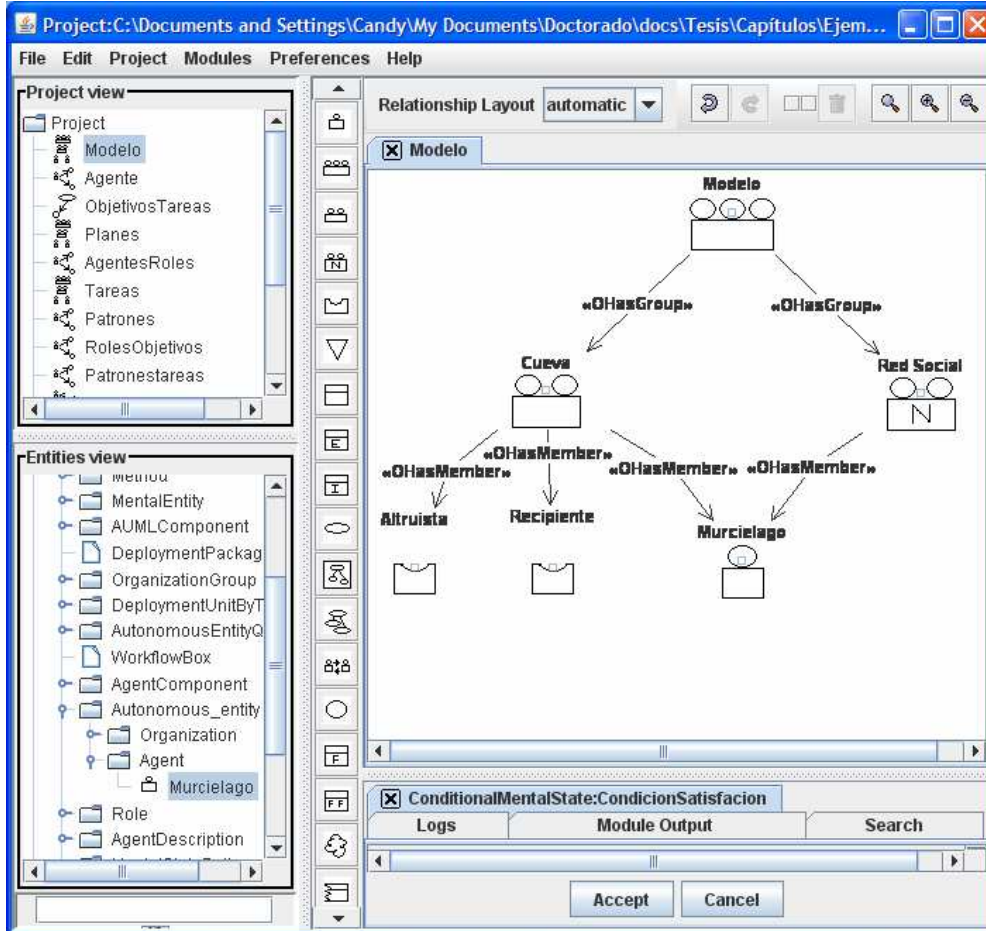 Project:C:\Documents and Settings\Candy\My Documents\Doctorado\docs\Tesis\Capítulos\Ejem...
File Edit Project Modules Preferences Help
Project view
Project
Modelo
Agente
ObjetivosTareas
Planes
AgentesRoles
Tareas
Patrones
RolesObjetivos
Patronestareas
Entities view
Method
MentalEntity
AUMLComponent
DeploymentPackag
OrganizationGroup
DeploymentUnitByT
AutonomousEntityQ
WorkflowBox
AgentComponent
Autonomous_entity
Organization
Agent
Murcielago
Role
AgentDescription
N
E
I
F
FF
Relationship Layout automatic
Modelo
Modelo
«OHasGroup» «OHasGroup»
Cueva Red Social
N
«OHasMember» «OHasMember» «OHasMember» «OHasMember»
Altruista Recipiente Murcielago
ConditionalMentalState:CondicionSatisfacion
Logs Module Output Search
Accept Cancel